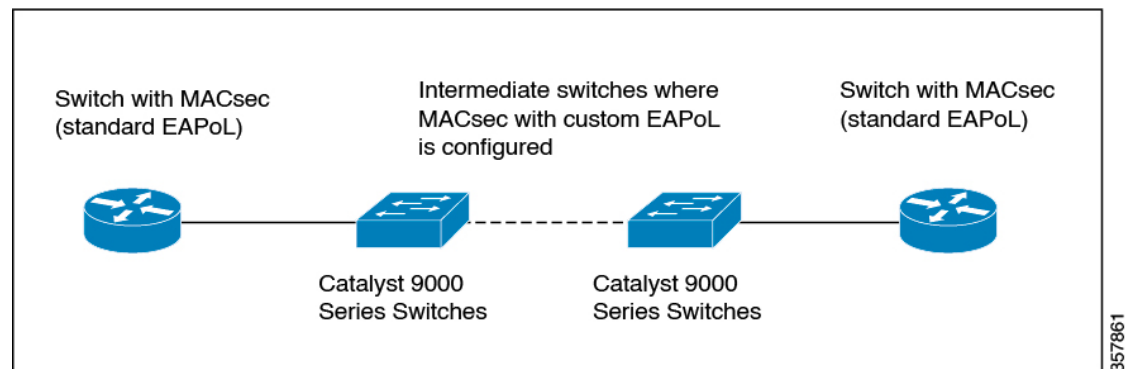 Switch with MACsec
(standard EAPoL)
Intermediate switches where
MACsec with custom EAPoL
is configured
Switch with MACsec
(standard EAPoL)
Catalyst 9000
Series Switches
Catalyst 9000
Series Switches
357861